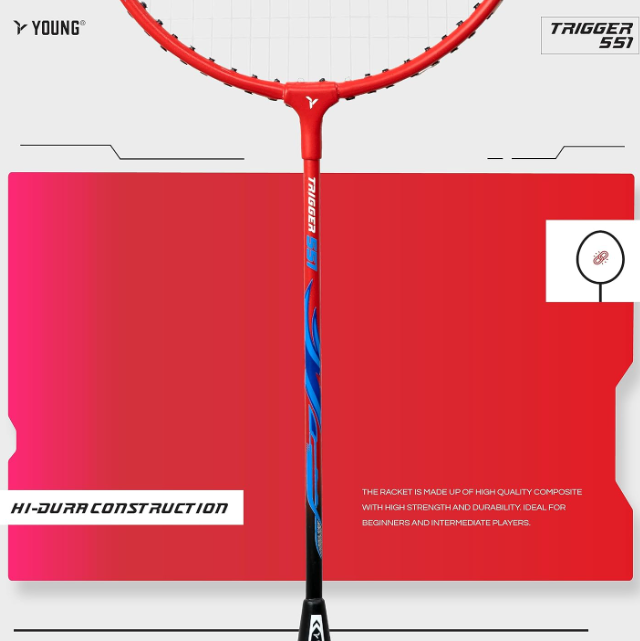 YOUNG®
TRIGGER
551
TRIGGER 551
HI-DURA CONSTRUCTION
THE RACKET IS MADE UP OF HIGH QUALITY COMPOSITE
WITH HIGH STRENGTH AND DURABILITY. IDEAL FOR
BEGINNERS AND INTERMEDIATE PLAYERS.